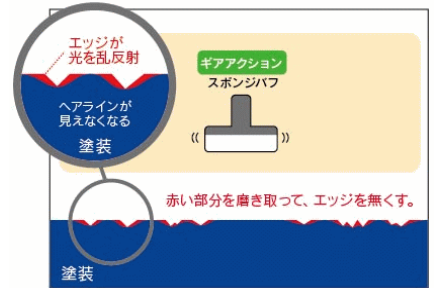 エッジが
光を乱反射
ヘアラインが
見えなくなる
塗装
ギアアクション
スポンジバフ
赤い部分を磨き取って、エッジを無くす。
塗装